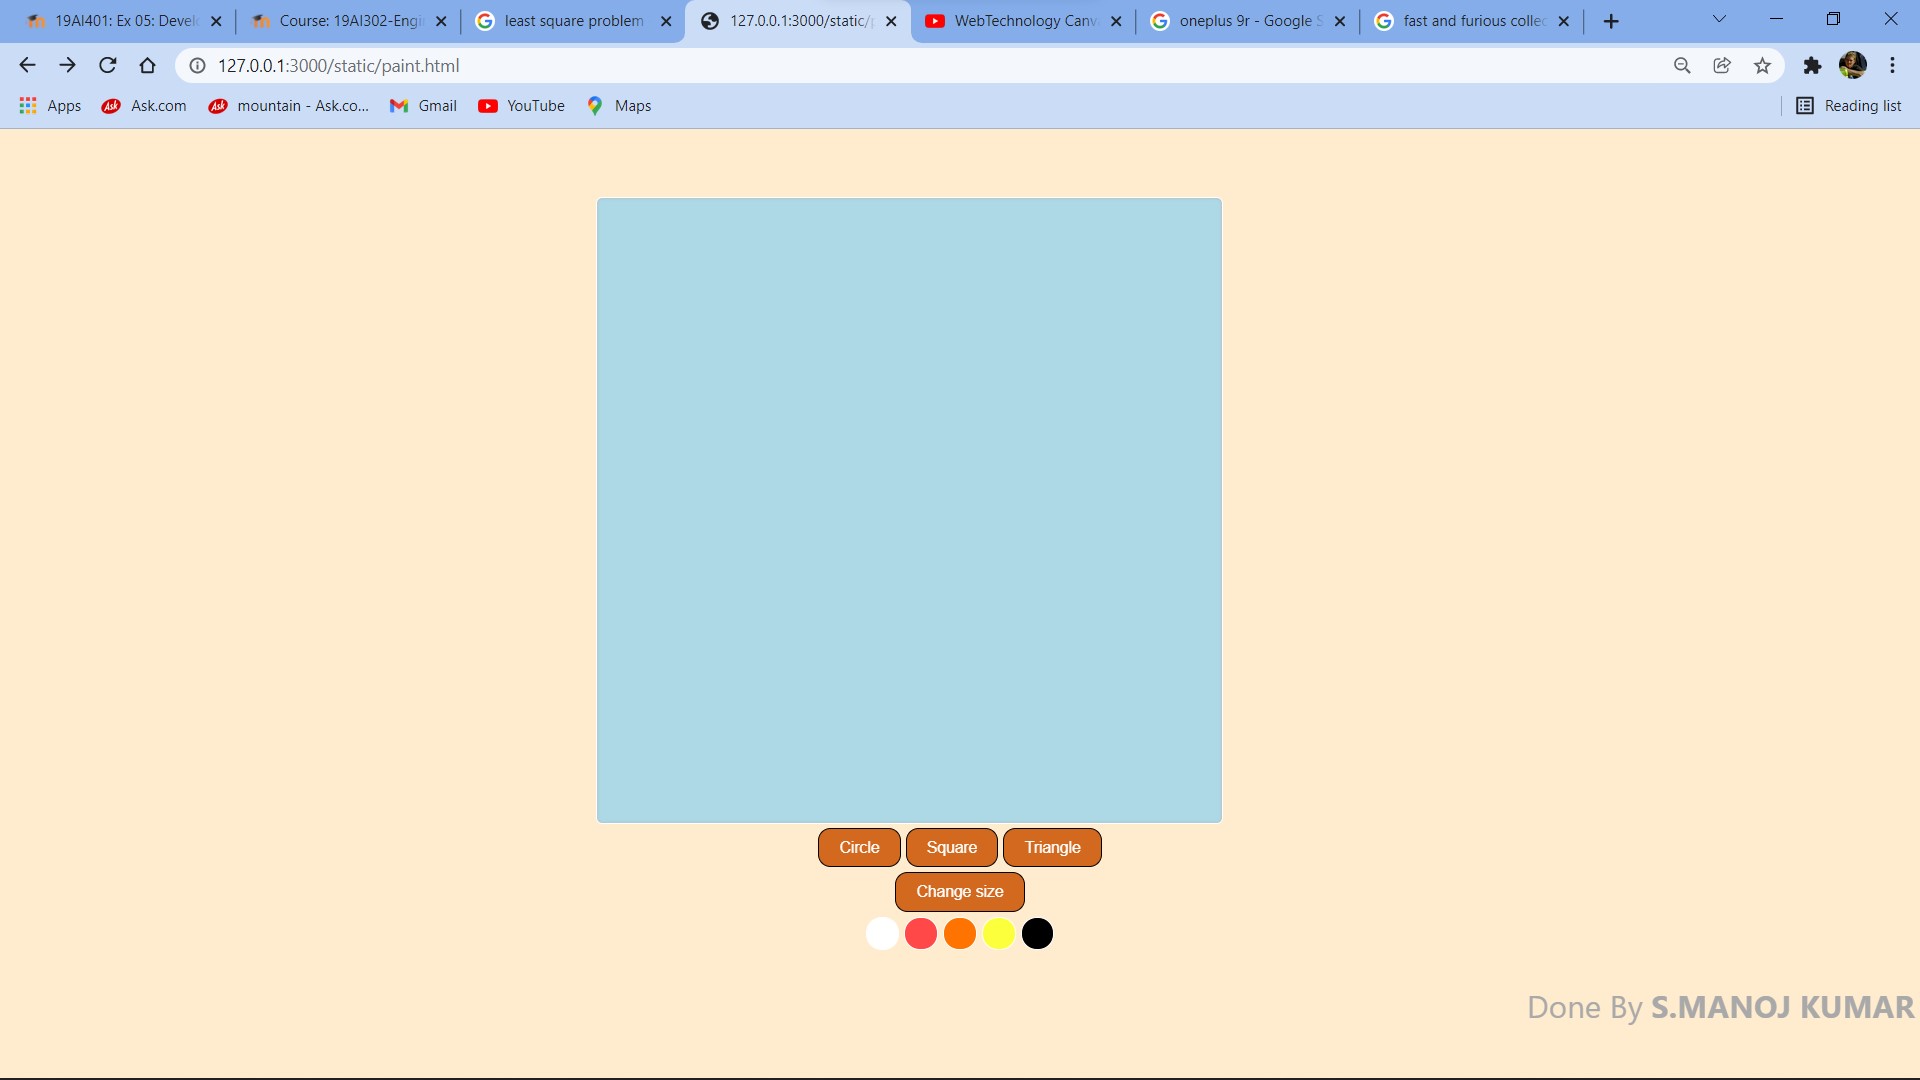 19AI401: Ex 05: Devel
Course: 19AI302-Engi
least square problem
127.0.0.1:3000/static/p
WebTechnology Canv
oneplus 9r - Google S
fast and furious collec
127.0.0.1:3000/static/paint.html
Apps
Ask Ask.com
Ask mountain - Ask.co...
Gmail
YouTube
Maps
Reading list
Circle
Square
Triangle
Change size
Done By S.MANOJ KUMAR